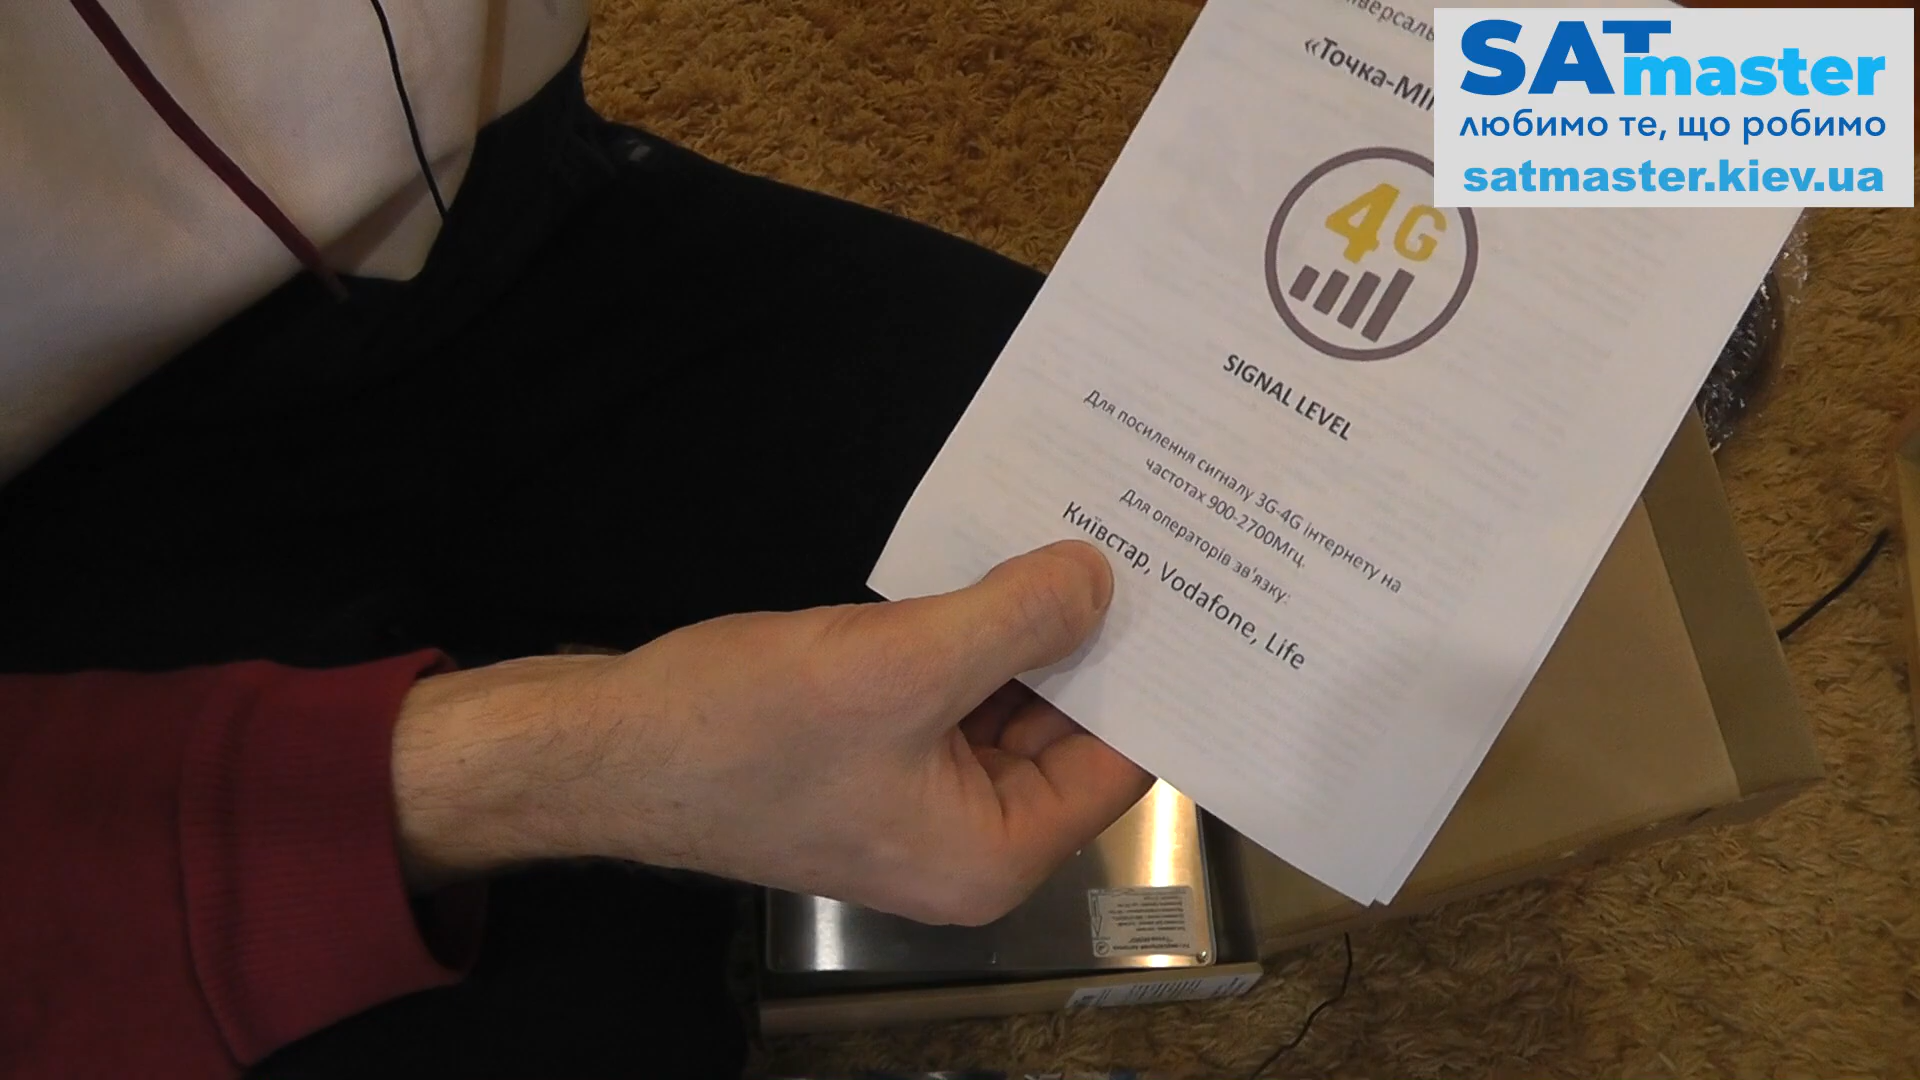 SATmaster
любимо те, що робимо
satmaster.kiev.ua
«Точка-МІ
4G
SIGNAL LEVEL
Для посилення сигналу 3G-4G інтернету на
частотах 900-2700Мгц.
Для операторів зв'язку:
Київстар, Vodafone, Life